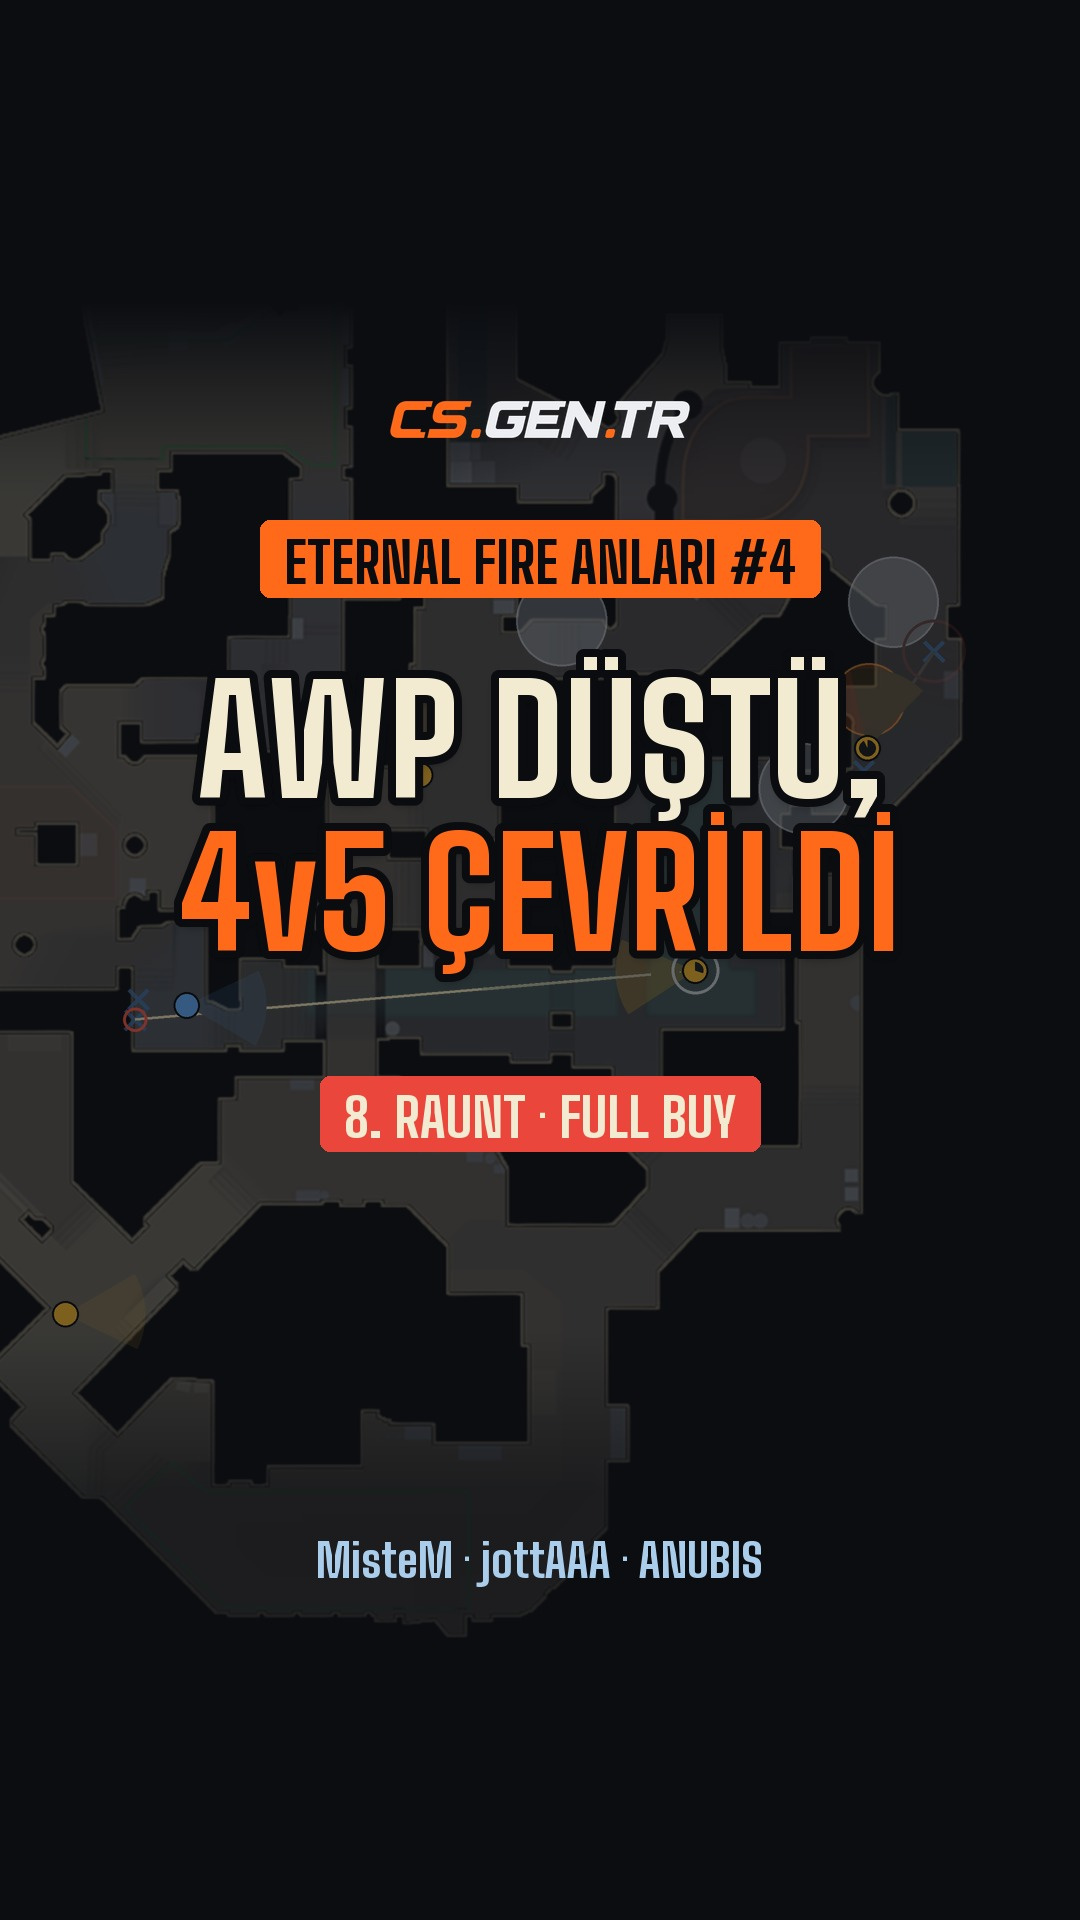 CS.GEN.TR
ETERNAL FIRE ANLARI #4
AWP DÜŞTÜ,
4v5 ÇEVRİLDİ
8. RAUNT · FULL BUY
MisteM · jottAAA · ANUBIS